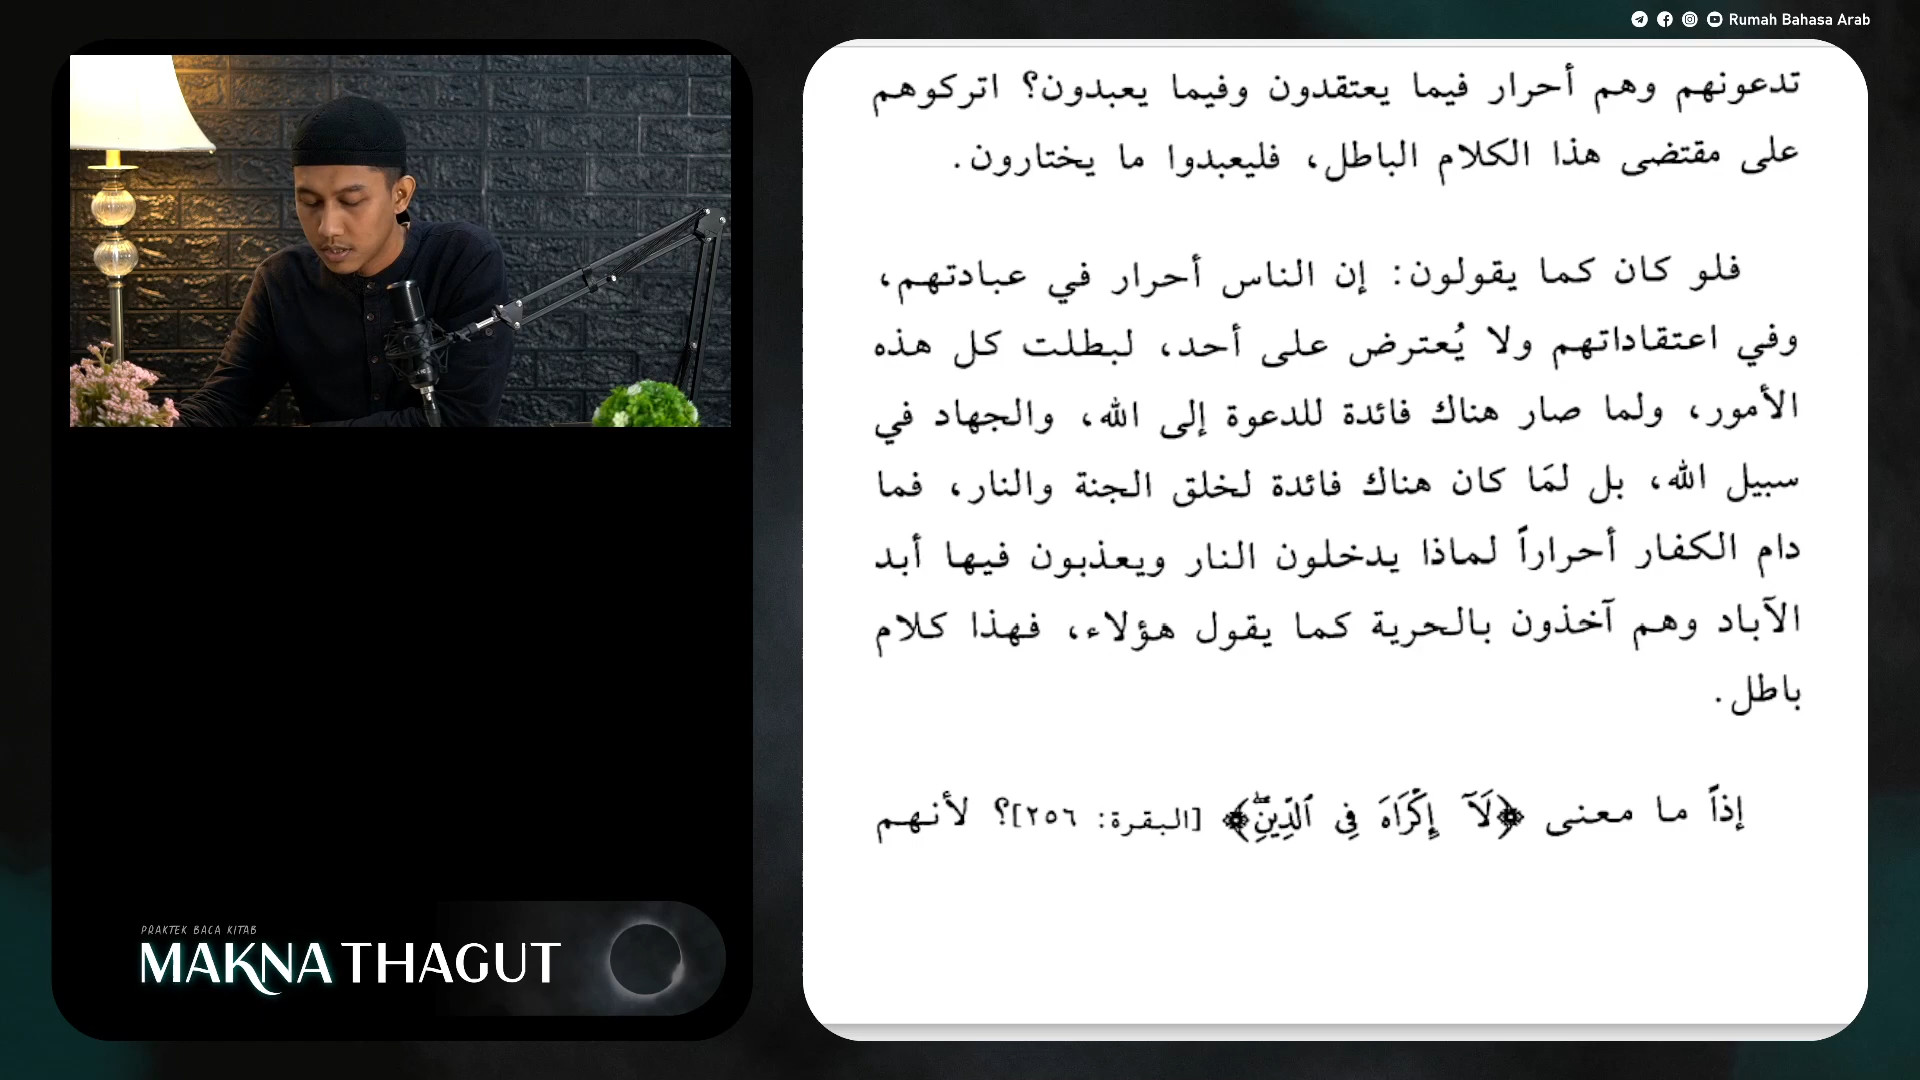 Rumah Bahasa Arab
تدعونهم وهم أحرار فيما يعتقدون وفيما يعبدون؟ اتركوهم
على مقتضى هذا الكلام الباطل، فليعبدوا ما يختارون.
فلو كان كما يقولون: إن الناس أحرار في عبادتهم،
وفي اعتقاداتهم ولا يُعترض على أحد، لبطلت كل هذه
الأمور، ولما صار هناك فائدة للدعوة إلى الله، والجهاد في
سبيل الله، بل لمَا كان هناك فائدة لخلق الجنة والنار، فما
دام الكفار أحراراً لماذا يدخلون النار ويعذبون فيها أبد
الآباد وهم آخذون بالحرية كما يقول هؤلاء، فهذا كلام
باطل.
إذاً ما معنى ﴿لَآ إِكْرَاهَ فِى ٱلدِّينِۖ﴾ [البقرة: ٢٥٦]؟ لأنهم
PRAKTEK BACA KITAB
MAKNA THAGUT